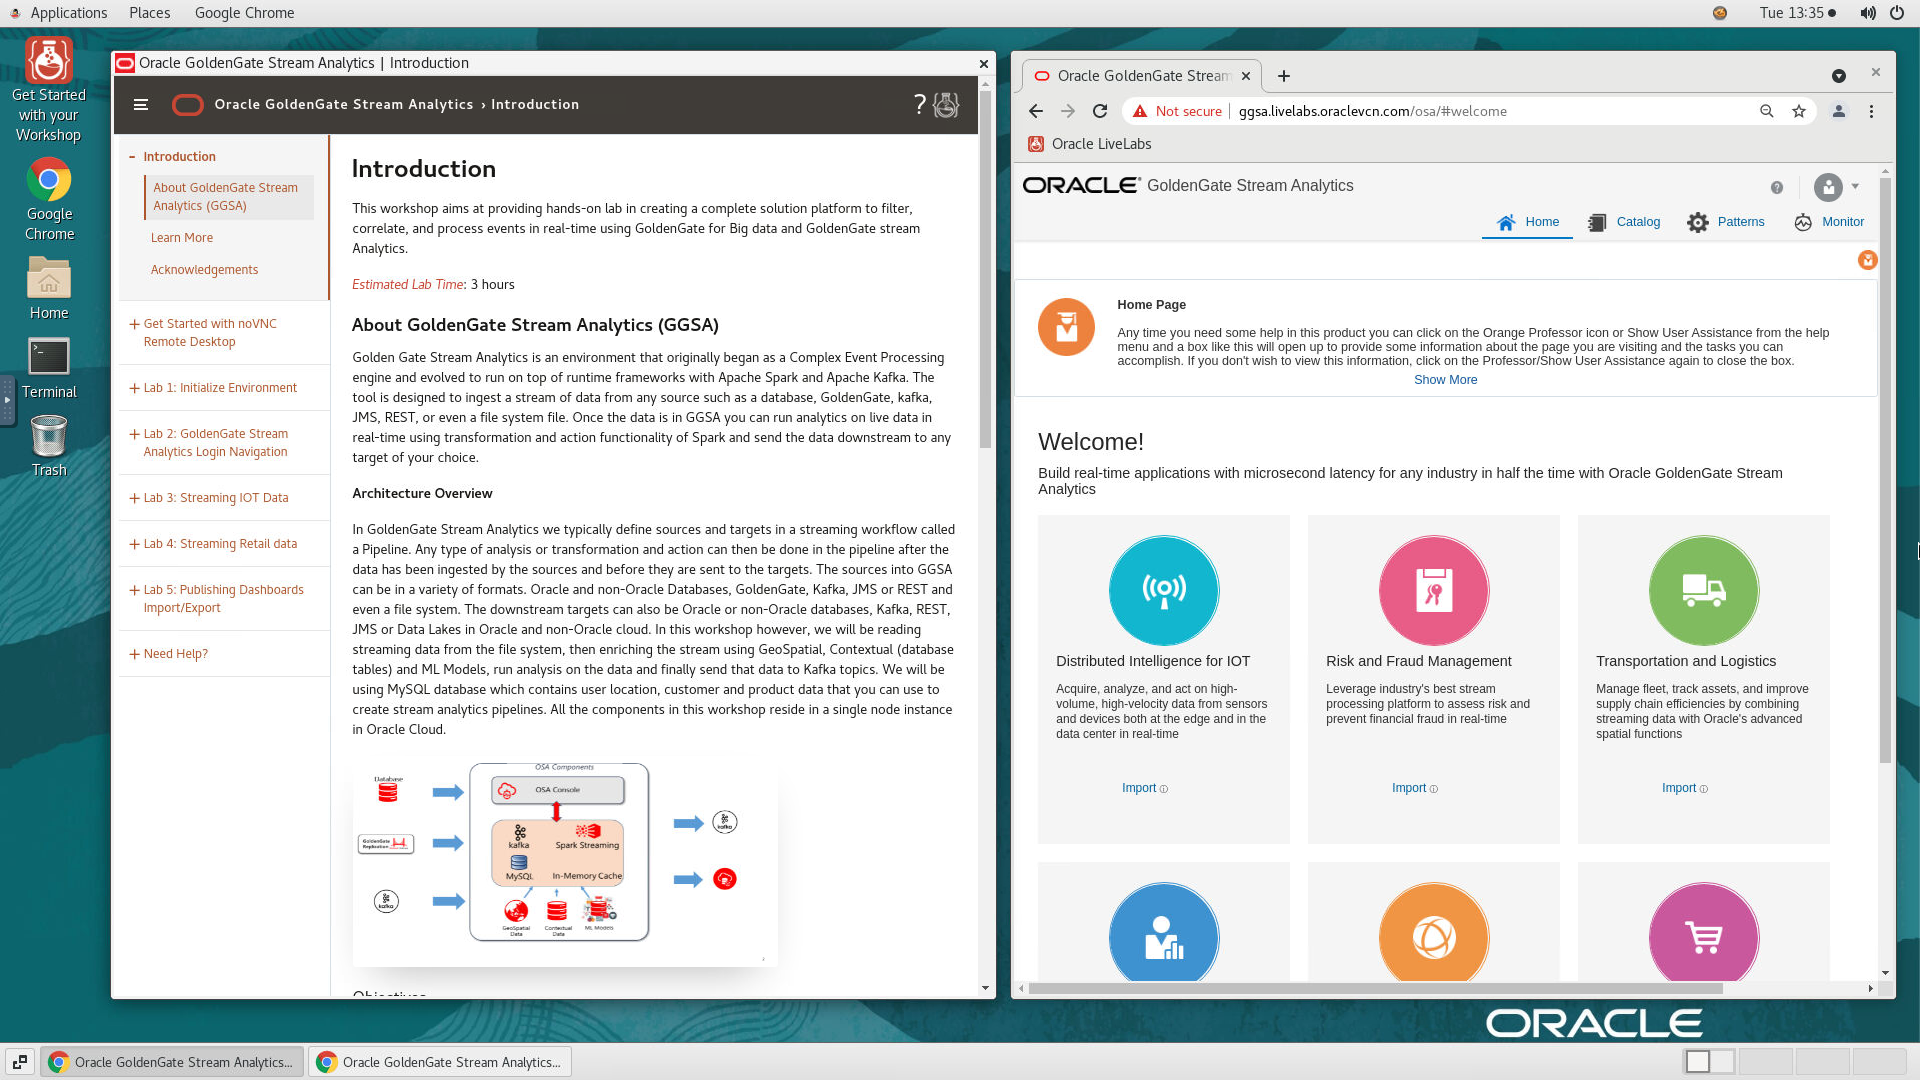 Applications Places Google Chrome
Tue 13:35
Get Started
with your
Workshop
Google
Chrome
Home
Terminal
Trash
Oracle GoldenGate Stream Analytics | Introduction
Oracle GoldenGate Stream Analytics › Introduction
?
- Introduction
About GoldenGate Stream
Analytics (GGSA)
Learn More
Acknowledgements
+ Get Started with noVNC
Remote Desktop
+ Lab 1: Initialize Environment
+ Lab 2: GoldenGate Stream
Analytics Login Navigation
+ Lab 3: Streaming IOT Data
+ Lab 4: Streaming Retail data
+ Lab 5: Publishing Dashboards
Import/Export
+ Need Help?
Introduction
This workshop aims at providing hands-on lab in creating a complete solution platform to filter,
correlate, and process events in real-time using GoldenGate for Big data and GoldenGate stream
Analytics.
Estimated Lab Time: 3 hours
About GoldenGate Stream Analytics (GGSA)
Golden Gate Stream Analytics is an environment that originally began as a Complex Event Processing
engine and evolved to run on top of runtime frameworks with Apache Spark and Apache Kafka. The
tool is designed to ingest a stream of data from any source such as a database, GoldenGate, kafka,
JMS, REST, or even a file system file. Once the data is in GGSA you can run analytics on live data in
real-time using transformation and action functionality of Spark and send the data downstream to any
target of your choice.
Architecture Overview
In GoldenGate Stream Analytics we typically define sources and targets in a streaming workflow called
a Pipeline. Any type of analysis or transformation and action can then be done in the pipeline after the
data has been ingested by the sources and before they are sent to the targets. The sources into GGSA
can be in a variety of formats. Oracle and non-Oracle Databases, GoldenGate, Kafka, JMS or REST and
even a file system. The downstream targets can also be Oracle or non-Oracle databases, Kafka, REST,
JMS or Data Lakes in Oracle and non-Oracle cloud. In this workshop however, we will be reading
streaming data from the file system, then enriching the stream using GeoSpatial, Contextual (database
tables) and ML Models, run analysis on the data and finally send that data to Kafka topics. We will be
using MySQL database which contains user location, customer and product data that you can use to
create stream analytics pipelines. All the components in this workshop reside in a single node instance
in Oracle Cloud.
OSA Components
Database
OSA Console
GoldenGate
Replication
kafka
Spark Streaming
MySQL
In-Memory Cache
kafka
kafka
GeoSpatial
Data
Contextual
Data
ML Models
Objectives
Oracle GoldenGate Stream
Not secure | ggsa.livelabs.oraclevcn.com/osa/#welcome
Oracle LiveLabs
ORACLE® GoldenGate Stream Analytics
Home
Catalog
Patterns
Monitor
Home Page
Any time you need some help in this product you can click on the Orange Professor icon or Show User Assistance from the help
menu and a box like this will open up to provide some information about the page you are visiting and the tasks you can
accomplish. If you don't wish to view this information, click on the Professor/Show User Assistance again to close the box.
Show More
Welcome!
Build real-time applications with microsecond latency for any industry in half the time with Oracle GoldenGate Stream
Analytics
Distributed Intelligence for IOT
Acquire, analyze, and act on high-
volume, high-velocity data from sensors
and devices both at the edge and in the
data center in real-time
Import
Risk and Fraud Management
Leverage industry's best stream
processing platform to assess risk and
prevent financial fraud in real-time
Import
Transportation and Logistics
Manage fleet, track assets, and improve
supply chain efficiencies by combining
streaming data with Oracle's advanced
spatial functions
Import
ORACLE
Oracle GoldenGate Stream Analytics...
Oracle GoldenGate Stream Analytics...